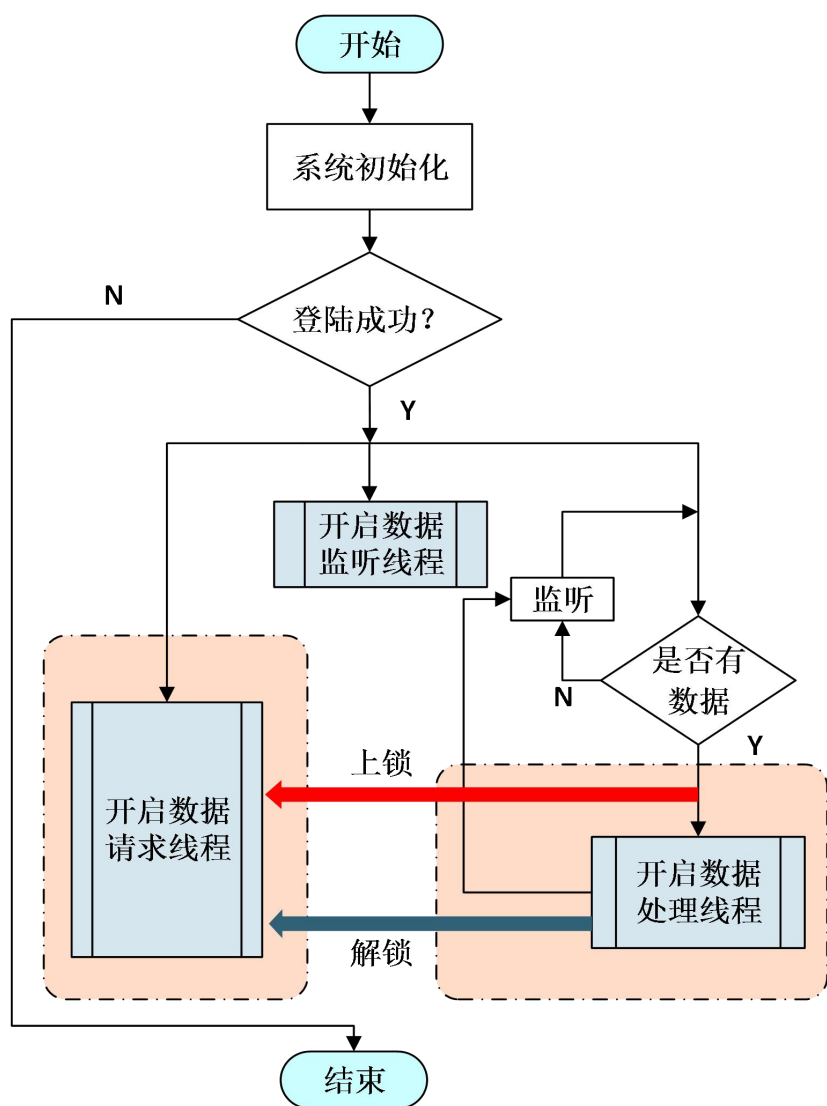 开始
系统初始化
N
登陆成功？
Y
开启数据
监听线程
监听
是否有
数据
N
Y
上锁
开启数据
请求线程
开启数据
处理线程
解锁
结束